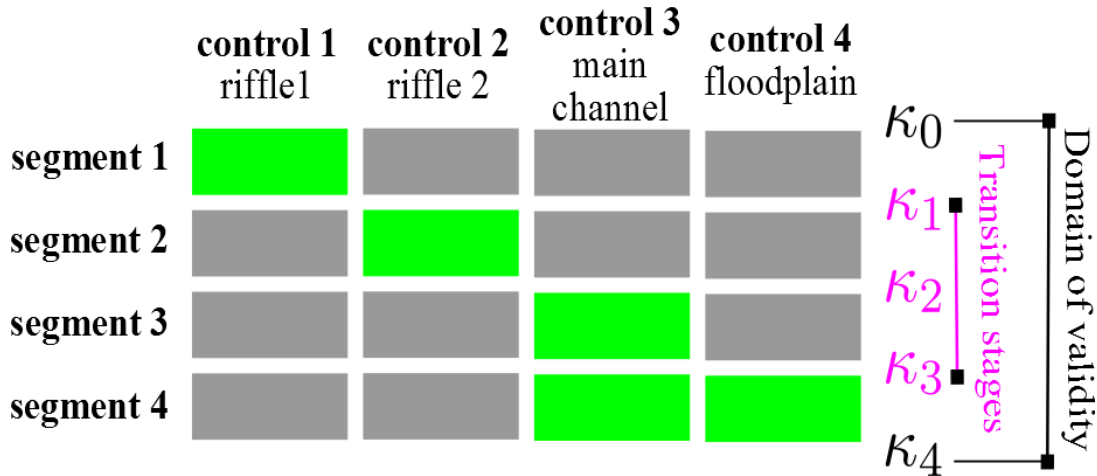 control 1
riffle1
control 2
riffle 2
control 3
main
channel
control 4
floodplain
segment 1
segment 2
segment 3
segment 4
κ0
κ1
κ2
κ3
κ4
Transition stages
Domain of validity